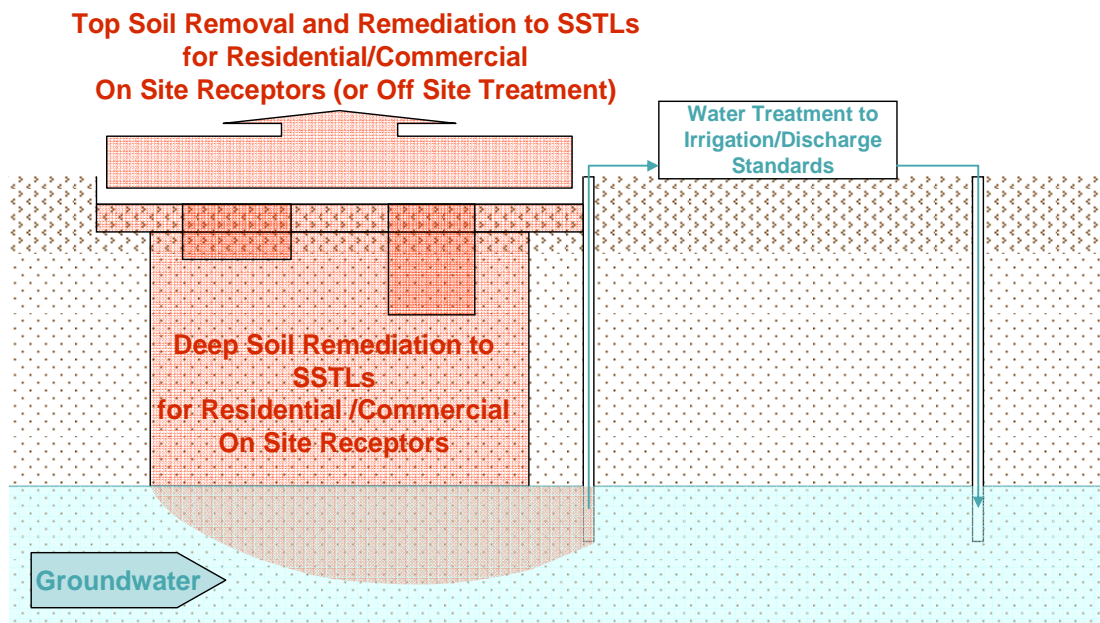 Top Soil Removal and Remediation to SSTLs
for Residential/Commercial
On Site Receptors (or Off Site Treatment)
Water Treatment to
Irrigation/Discharge
Standards
Deep Soil Remediation to
SSTLs
for Residential /Commercial
On Site Receptors
Groundwater